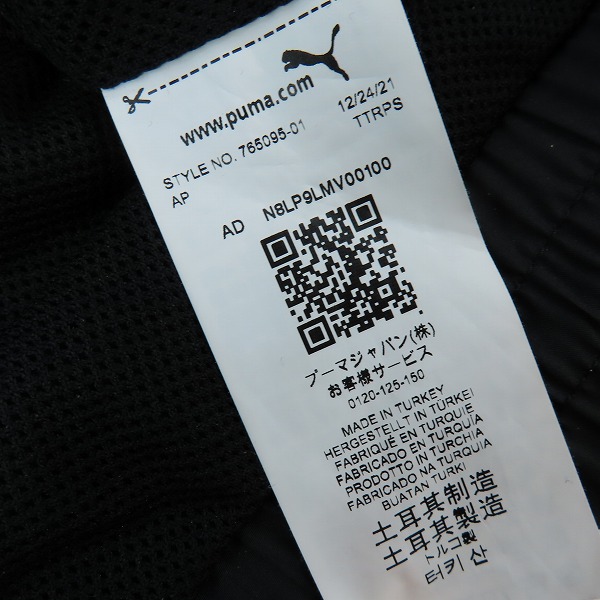 www.puma.com
STYLE NO. 765095-01 12/24/21
AP TTRPS
AD N8LP9LMV00100
プーマジャパン(株)
お客様サービス
0120-125-150
MADE IN TURKEY
HERGESTELLT IN TÜRKEI
FABRIQUÉ EN TURQUIE
FABRICADO EN TURQUIA
PRODOTTO IN TURCHIA
FABRICADO NA TURQUIA
BUATAN TURKI
土耳其制造
土耳其製造
トルコ製
터키 산